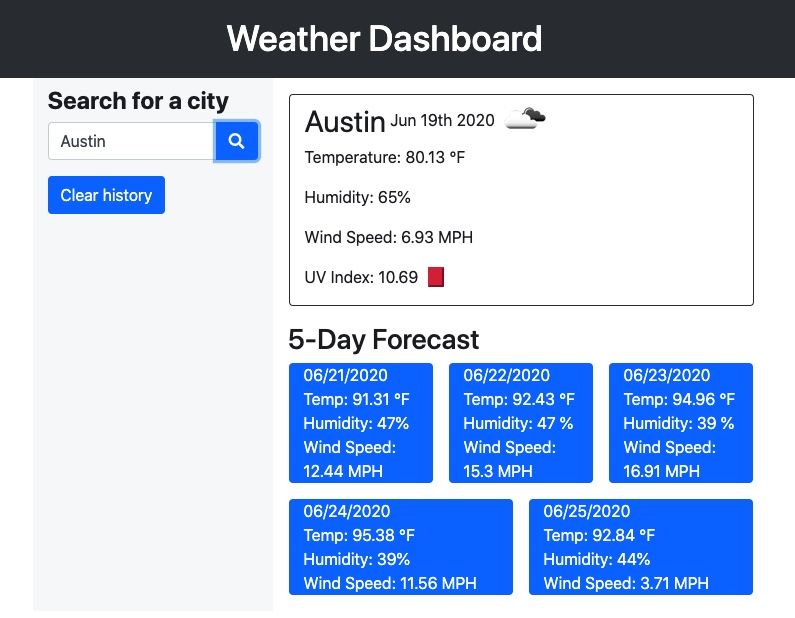 Weather Dashboard
Search for a city
Austin
Clear history
Austin Jun 19th 2020
Temperature: 80.13 °F
Humidity: 65%
Wind Speed: 6.93 MPH
UV Index: 10.69
5-Day Forecast
06/21/2020
Temp: 91.31 °F
Humidity: 47%
Wind Speed:
12.44 MPH
06/22/2020
Temp: 92.43 °F
Humidity: 47 %
Wind Speed:
15.3 MPH
06/23/2020
Temp: 94.96 °F
Humidity: 39 %
Wind Speed:
16.91 MPH
06/24/2020
Temp: 95.38 °F
Humidity: 39%
Wind Speed: 11.56 MPH
06/25/2020
Temp: 92.84 °F
Humidity: 44%
Wind Speed: 3.71 MPH